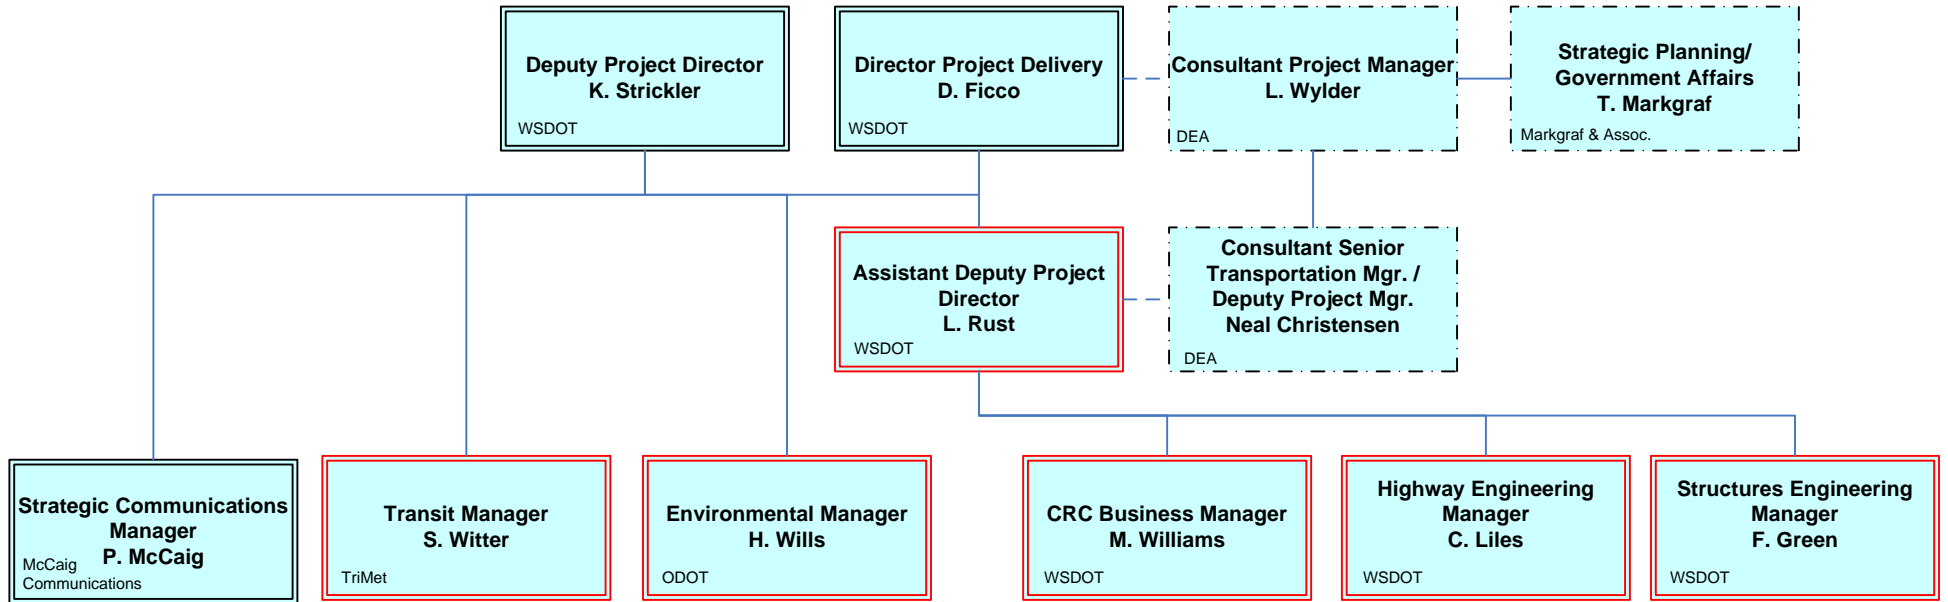 Deputy Project Director
K. Strickler
WSDOT
Director Project Delivery
D. Ficco
WSDOT
Consultant Project Manager
L. Wylder
DEA
Strategic Planning/
Government Affairs
T. Markgraf
Markgraf & Assoc.
Assistant Deputy Project
Director
L. Rust
WSDOT
Consultant Senior
Transportation Mgr. /
Deputy Project Mgr.
Neal Christensen
DEA
Strategic Communications
Manager
P. McCaig
McCaig
Communications
Transit Manager
S. Witter
TriMet
Environmental Manager
H. Wills
ODOT
CRC Business Manager
M. Williams
WSDOT
Highway Engineering
Manager
C. Liles
WSDOT
Structures Engineering
Manager
F. Green
WSDOT